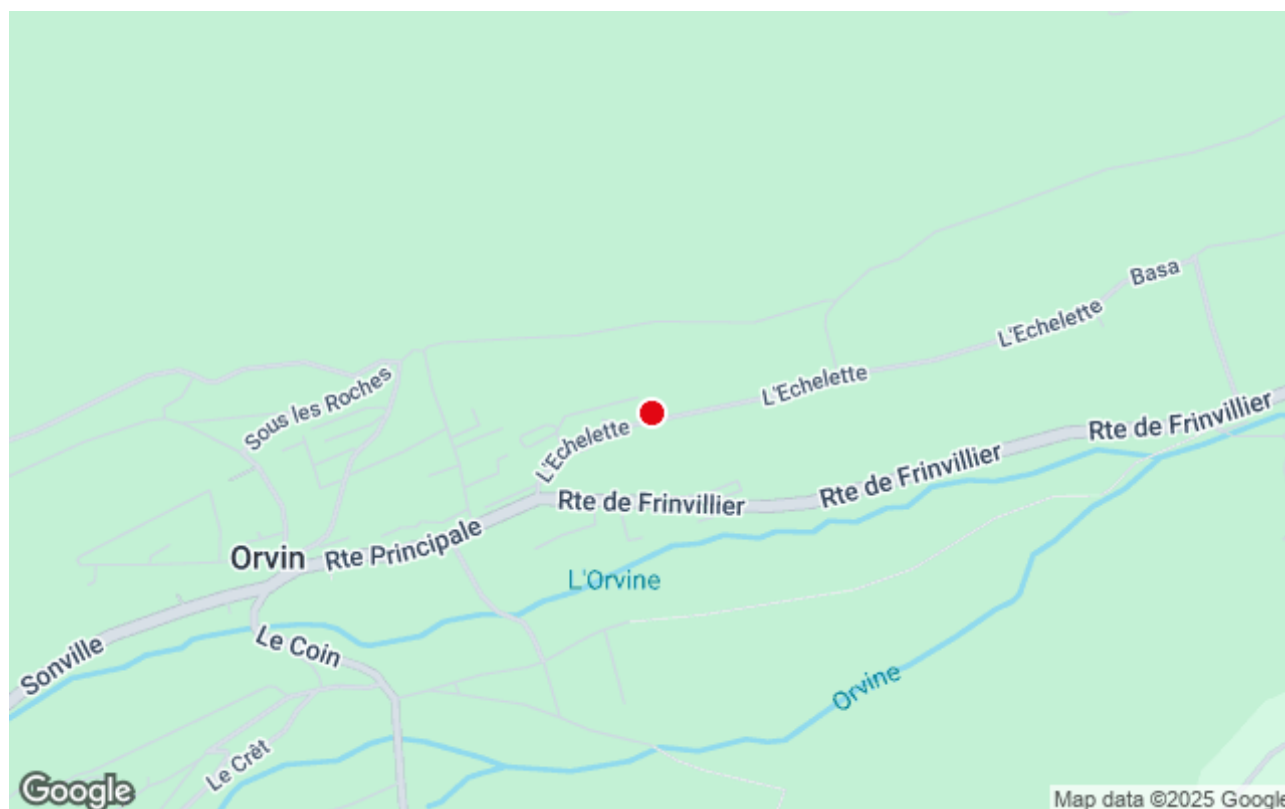 Basa
L'Echelette
L'Echelette
Sous les Roches
L'Echelette
Rte de Frinvillier
Rte de Frinvillier
Rte de Frinvillier
Orvin
Rte Principale
L'Orvine
Le Coin
Sonville
Orvine
Le Crêt
Google
Map data ©2025 Google